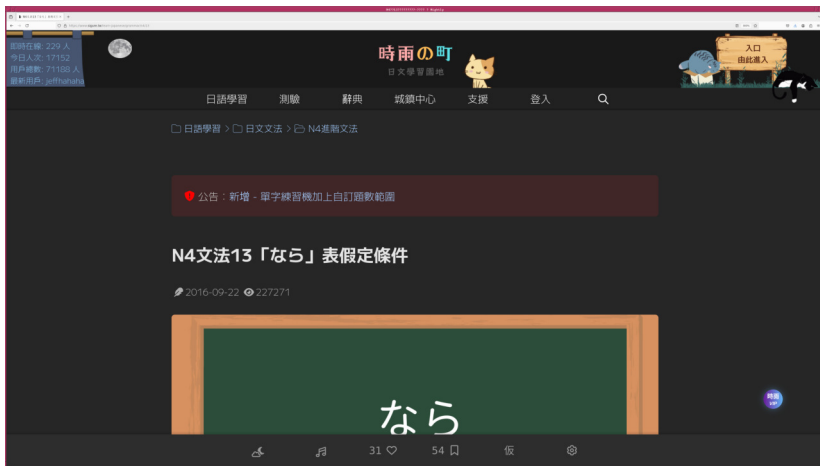 即時在線: 229 人
今日人次: 17152
用戶總數: 71188 人
最新用戶: jeffhanana
時雨の町
日文學習園地
入口
由此進入
日語學習 測驗 辭典 城鎮中心 支援 登入
日語學習 > 日文文法 > N4進階文法
公告：新增 - 單字練習機加上自訂題數範圍
N4文法13「なら」表假定條件
2016-09-22 227271
なら
時雨
VIP
31 54 仮